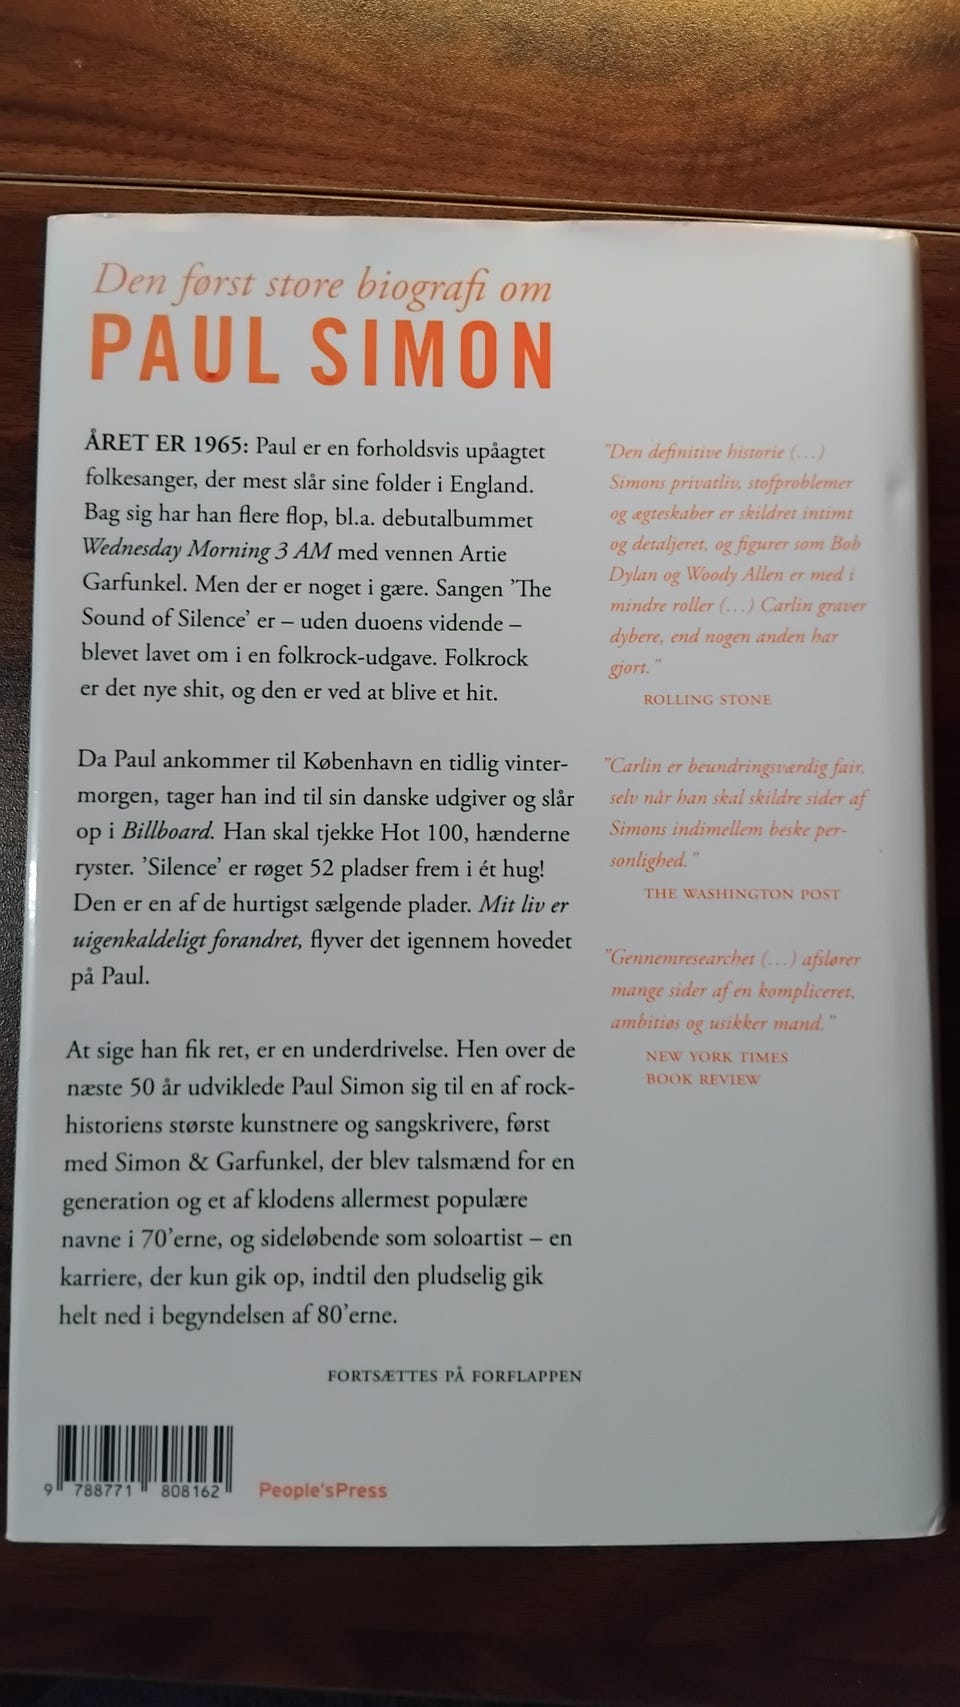 Den først store biografi om
PAUL SIMON
ÅRET ER 1965: Paul er en forholdsvis upåagtet
folkesanger, der mest slår sine folder i England.
Bag sig har han flere flop, bl.a. debutalbummet
Wednesday Morning 3 AM med vennen Artie
Garfunkel. Men der er noget i gære. Sangen ’The
Sound of Silence’ er – uden duoens vidende –
blevet lavet om i en folkrock-udgave. Folkrock
er det nye shit, og den er ved at blive et hit.
Da Paul ankommer til København en tidlig vinter-
morgen, tager han ind til sin danske udgiver og slår
op i Billboard. Han skal tjekke Hot 100, hænderne
ryster. ’Silence’ er røget 52 pladser frem i ét hug!
Den er en af de hurtigst sælgende plader. Mit liv er
uigenkaldeligt forandret, flyver det igennem hovedet
på Paul.
At sige han fik ret, er en underdrivelse. Hen over de
næste 50 år udviklede Paul Simon sig til en af rock-
historiens største kunstnere og sangskrivere, først
med Simon & Garfunkel, der blev talsmænd for en
generation og et af klodens allermest populære
navne i 70’erne, og sideløbende som soloartist – en
karriere, der kun gik op, indtil den pludselig gik
helt ned i begyndelsen af 80’erne.
FORTSÆTTES PÅ FORFLAPPEN
”Den definitive historie (…)
Simons privatliv, stofproblemer
og ægteskaber er skildret intimt
og detaljeret, og figurer som Bob
Dylan og Woody Allen er med i
mindre roller (…) Carlin graver
dybere, end nogen anden har
gjort.”
ROLLING STONE
”Carlin er beundringsværdig fair,
selv når han skal skildre sider af
Simons indimellem beske per-
sonlighed.”
THE WASHINGTON POST
”Gennemresearchet (…) afslører
mange sider af en kompliceret,
ambitiøs og usikker mand.”
NEW YORK TIMES
BOOK REVIEW
9 788771 808162
People'sPress